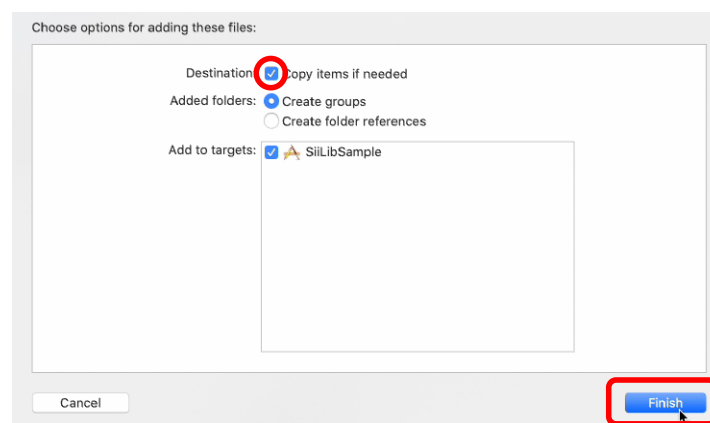 Choose options for adding these files:
Destination: Copy items if needed
Added folders: Create groups
Create folder references
Add to targets: SiiLibSample
Cancel Finish